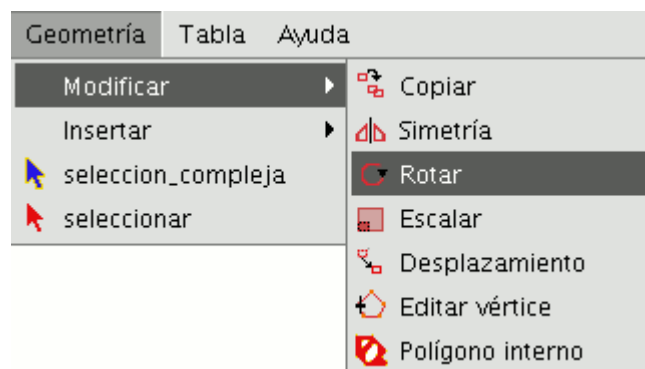 Geometría Tabla Ayuda
Modificar
Insertar
seleccion_compleja
seleccionar
Copiar
Simetría
Rotar
Escalar
Desplazamiento
Editar vértice
Polígono interno